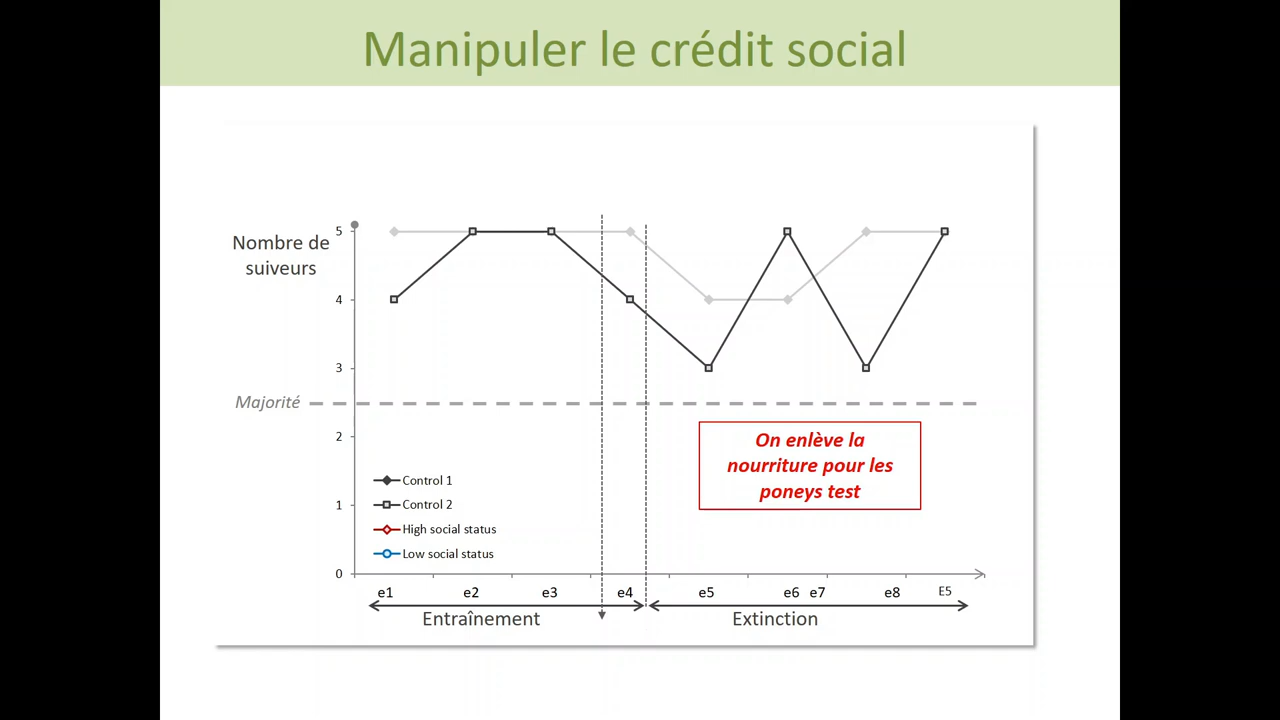 Manipuler le crédit social
Nombre de
suiveurs
5
4
3
Majorité
2
1
0
On enlève la
nourriture pour les
poneys test
Control 1
Control 2
High social status
Low social status
e1 e2 e3 e4 e5 e6 e7 e8 E5
Entraînement Extinction